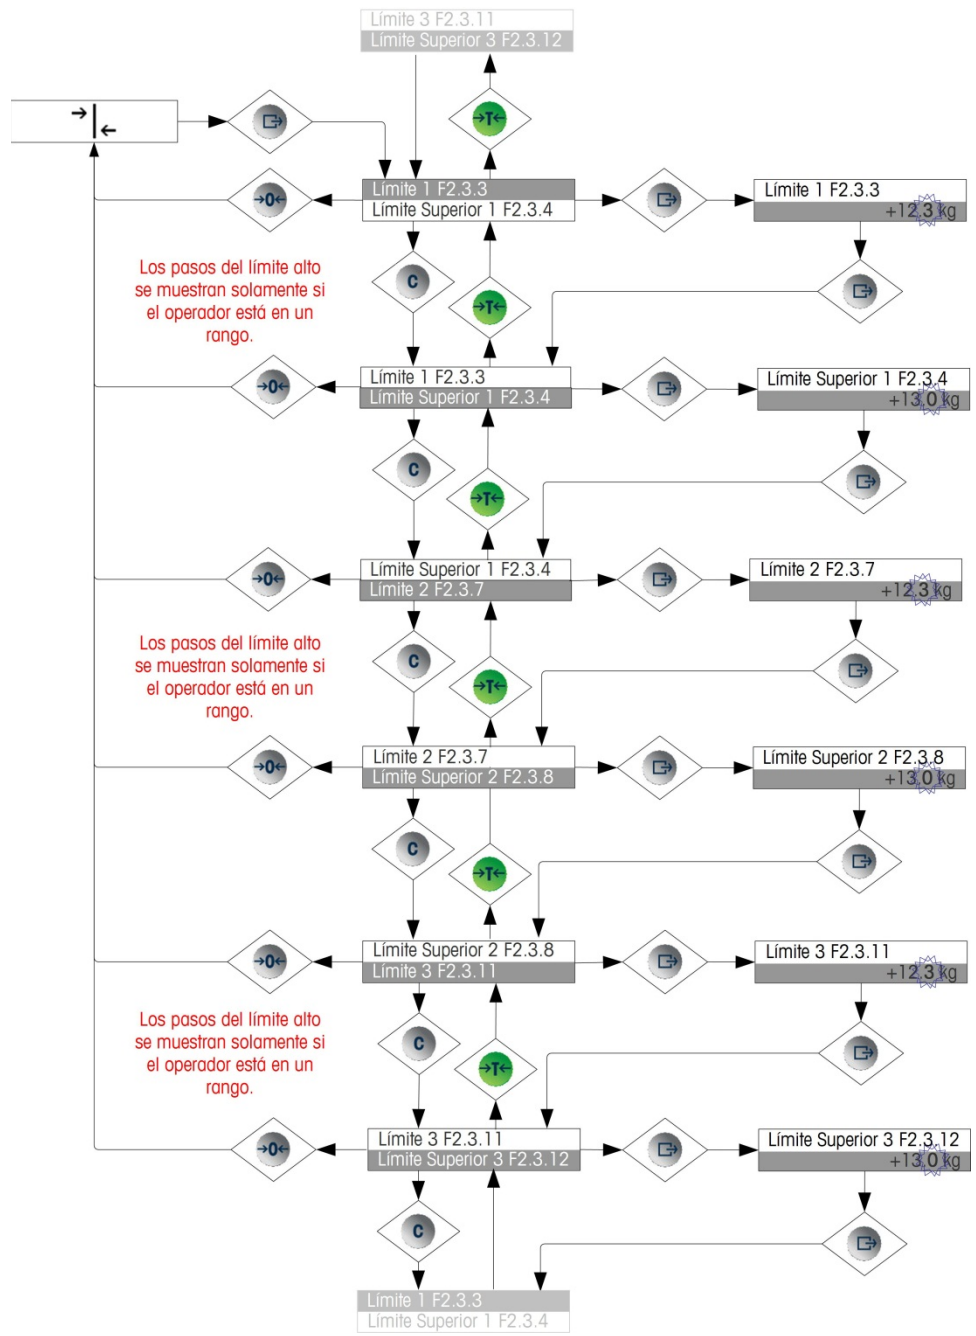 Límite 3 F2.3.11
Límite Superior 3 F2.3.12
→T←
→0←
Límite 1 F2.3.3
Límite Superior 1 F2.3.4
Límite 1 F2.3.3
+12.3 kg
Los pasos del límite alto
se muestran solamente si
el operador está en un
rango.
C
→T←
→0←
Límite 1 F2.3.3
Límite Superior 1 F2.3.4
Límite Superior 1 F2.3.4
+13.0 kg
C
→T←
→0←
Límite Superior 1 F2.3.4
Límite 2 F2.3.7
Límite 2 F2.3.7
+12.3 kg
Los pasos del límite alto
se muestran solamente si
el operador está en un
rango.
C
→T←
→0←
Límite 2 F2.3.7
Límite Superior 2 F2.3.8
Límite Superior 2 F2.3.8
+13.0 kg
C
→T←
→0←
Límite Superior 2 F2.3.8
Límite 3 F2.3.11
Límite 3 F2.3.11
+12.3 kg
Los pasos del límite alto
se muestran solamente si
el operador está en un
rango.
C
→T←
→0←
Límite 3 F2.3.11
Límite Superior 3 F2.3.12
Límite Superior 3 F2.3.12
+13.0 kg
C
Límite 1 F2.3.3
Límite Superior 1 F2.3.4